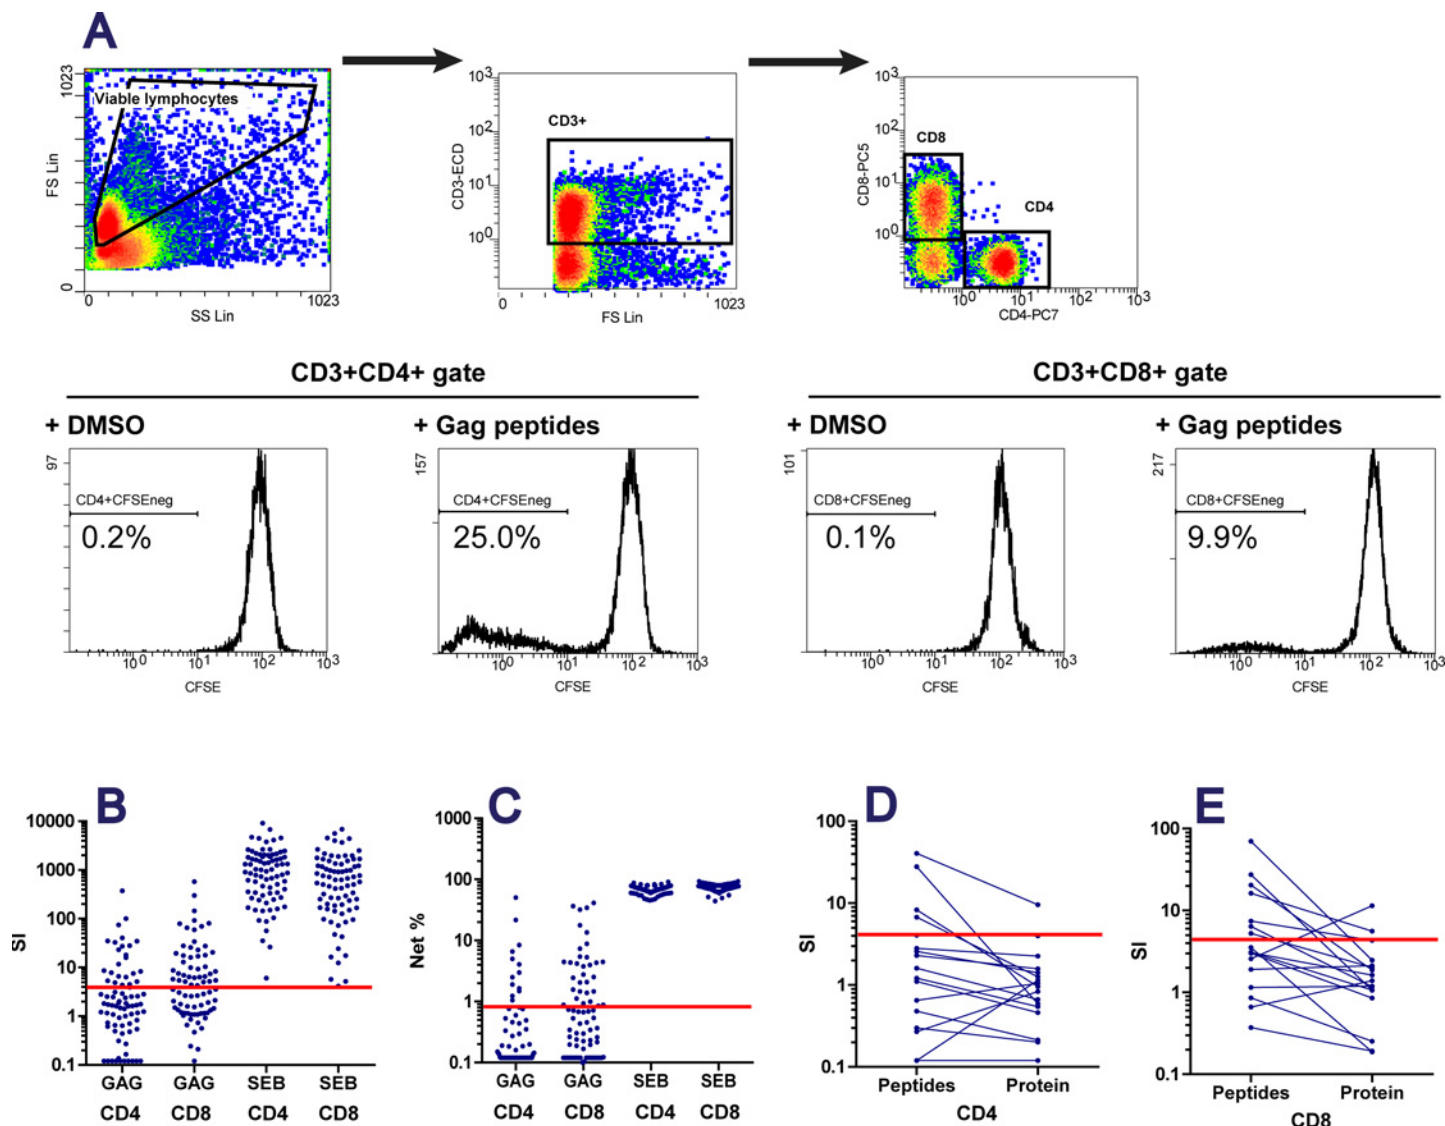 A
1023
Viable lymphocytes
FS Lin
0
0
1023
SS Lin
10³
CD3+
10²
CD3-ECD
10¹
10⁰
0
1023
FS Lin
10³
10²
CD8
CD8-PC5
10¹
CD4
10⁰
10⁰
10¹
10²
10³
CD4-PC7
CD3+CD4+ gate
CD3+CD8+ gate
+ DMSO
+ Gag peptides
+ DMSO
+ Gag peptides
97
CD4+CFSEneg
0.2%
10⁰
10¹
10²
10³
CFSE
157
CD4+CFSEneg
25.0%
10⁰
10¹
10²
10³
CFSE
101
CD8+CFSEneg
0.1%
10⁰
10¹
10²
10³
CFSE
217
CD8+CFSEneg
9.9%
10⁰
10¹
10²
10³
CFSE
B
10000
1000
100
SI
10
1
0.1
GAG
GAG
SEB
SEB
CD4
CD8
CD4
CD8
C
1000
100
Net %
10
1
0.1
GAG
GAG
SEB
SEB
CD4
CD8
CD4
CD8
D
100
10
SI
1
0.1
Peptides
Protein
CD4
E
100
10
SI
1
0.1
Peptides
Protein
CD8